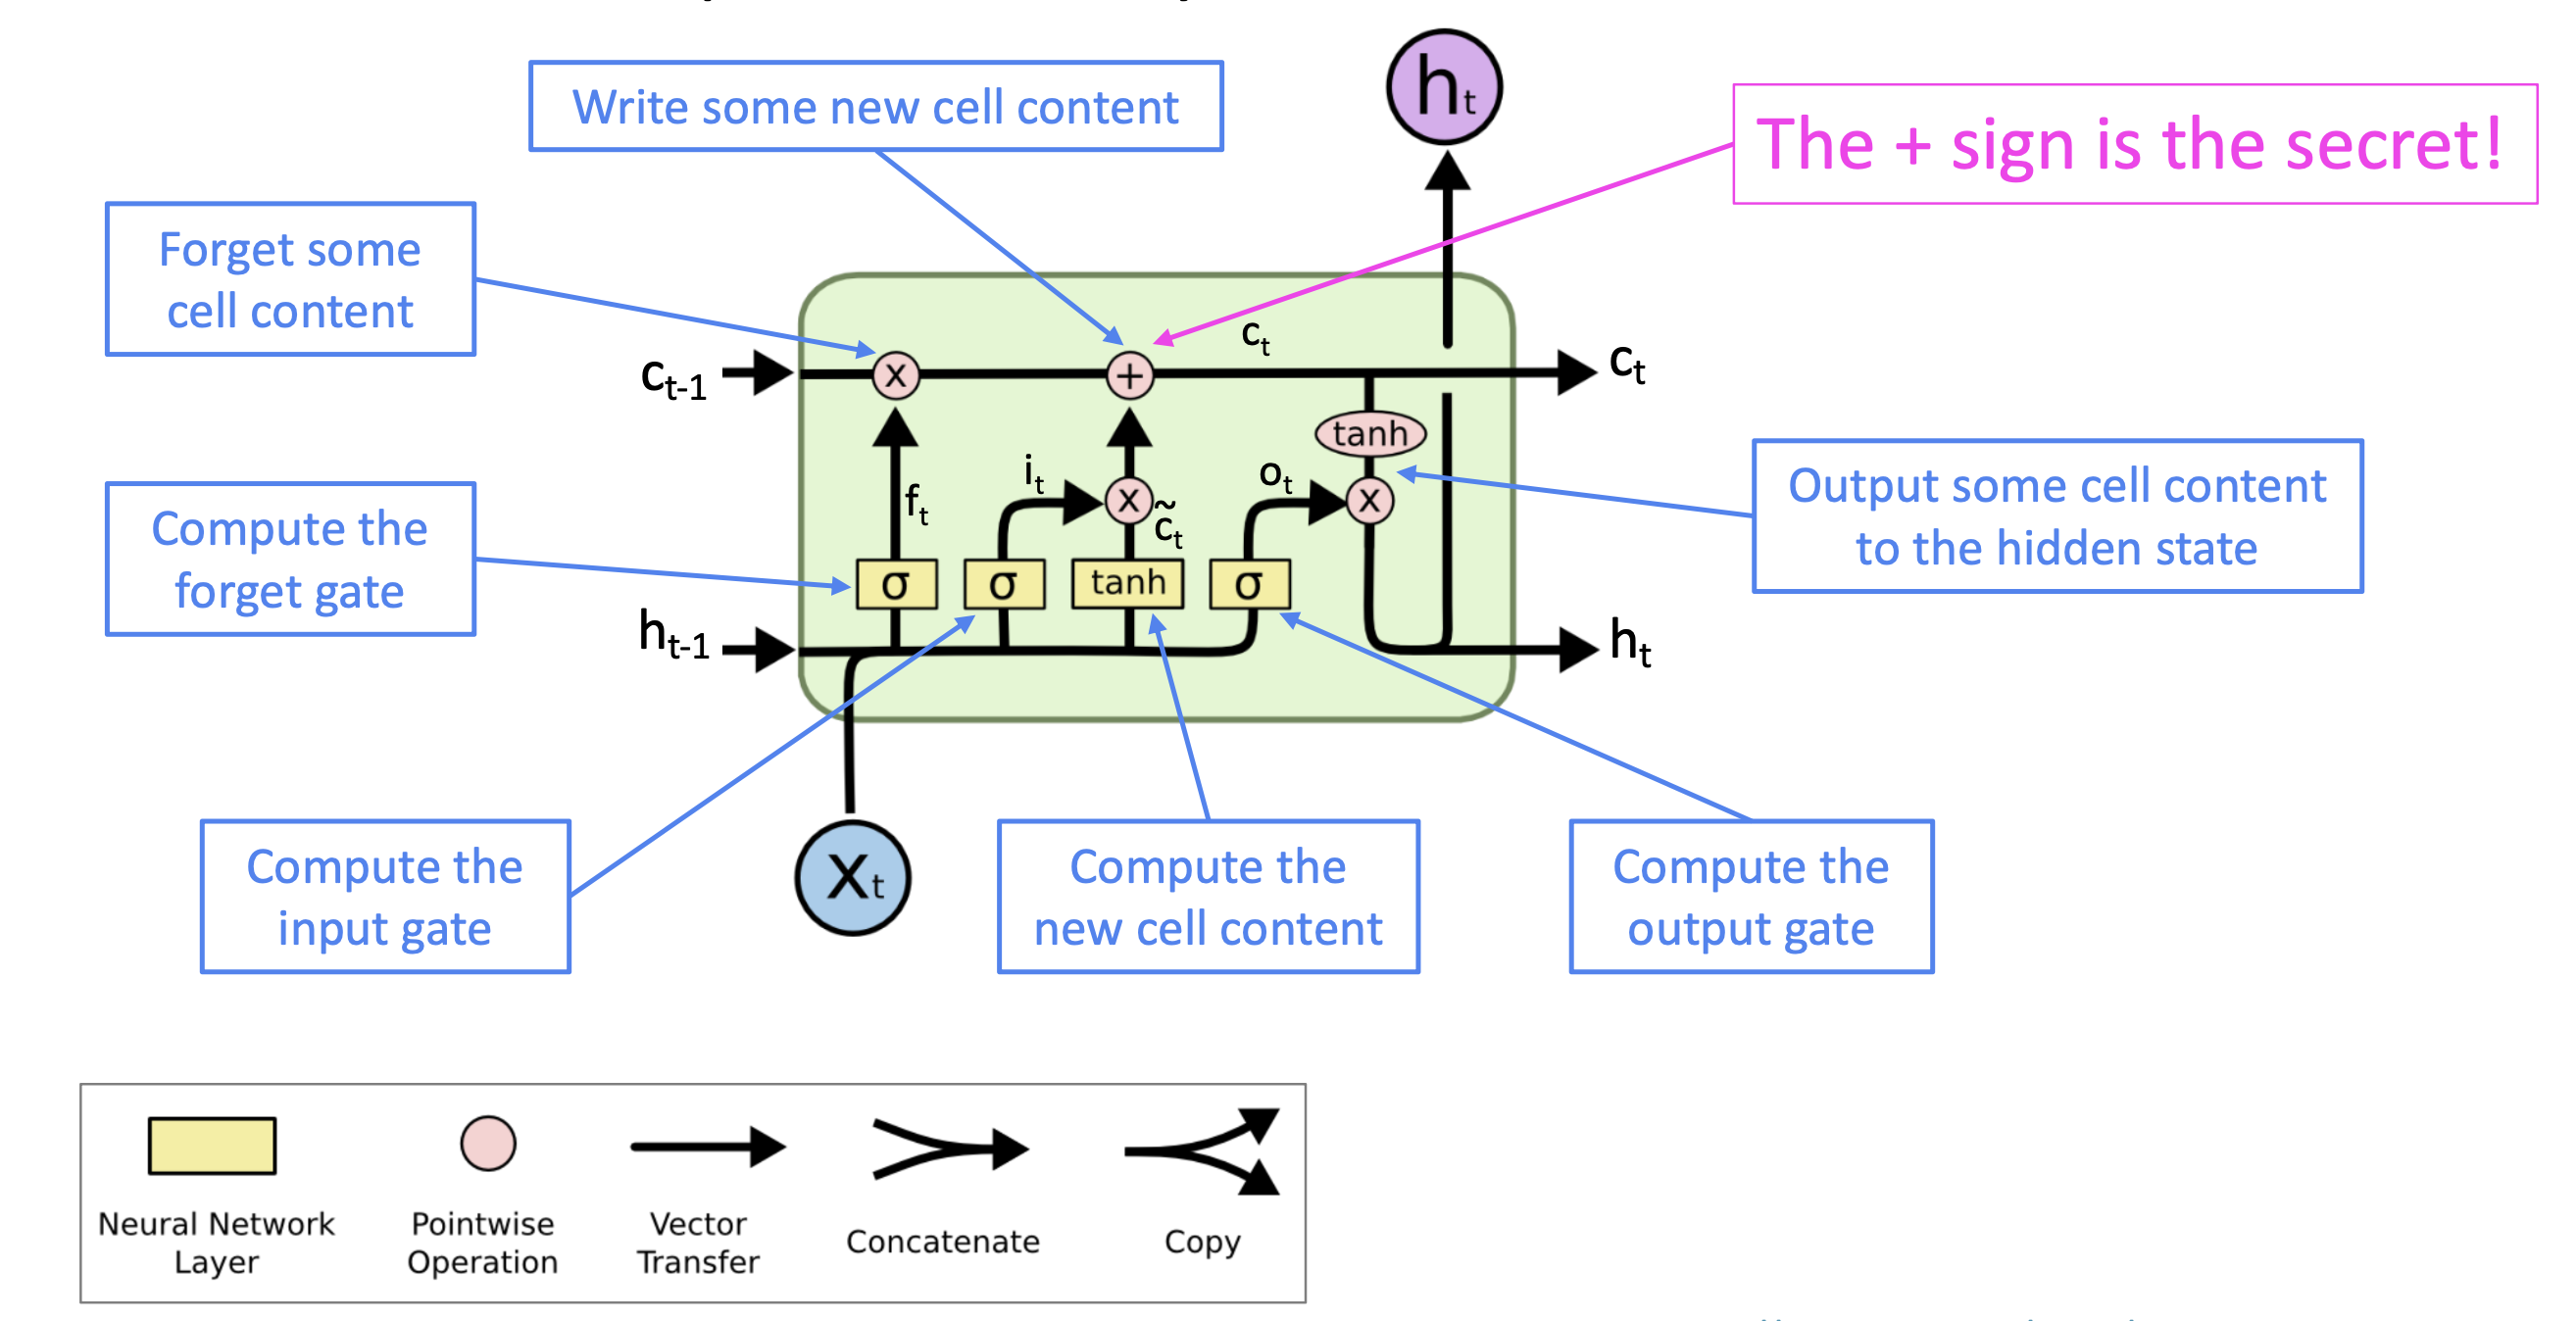 Write some new cell content
h_t
The + sign is the secret!
Forget some
cell content
c_t-1
x
+
c_t
c_t
tanh
Output some cell content
to the hidden state
Compute the
forget gate
f_t
i_t
x
c̃_t
o_t
x
σ
σ
tanh
σ
h_t-1
h_t
X_t
Compute the
input gate
Compute the
new cell content
Compute the
output gate
Neural Network
Layer
Pointwise
Operation
Vector
Transfer
Concatenate
Copy